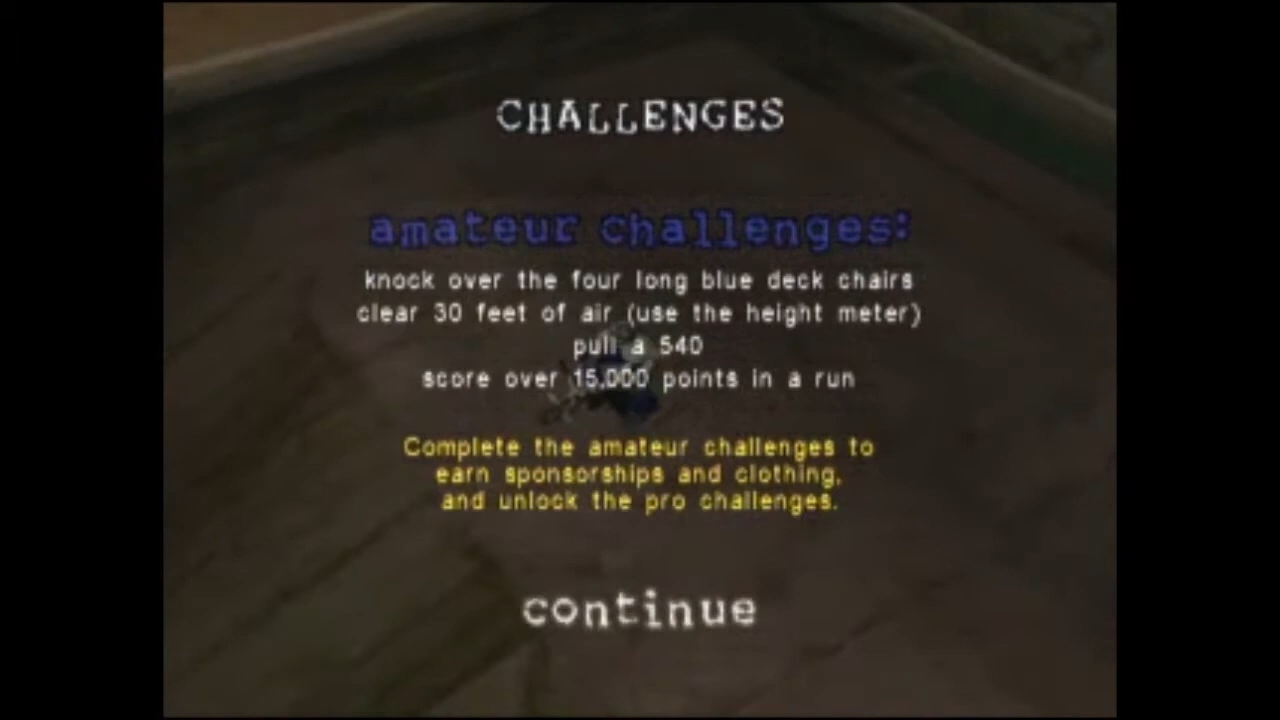 CHALLENGES
amateur challenges:
knock over the four long blue deck chairs
clear 30 feet of air (use the height meter)
pull a 540
score over 15,000 points in a run
Complete the amateur challenges to
earn sponsorships and clothing,
and unlock the pro challenges.
continue